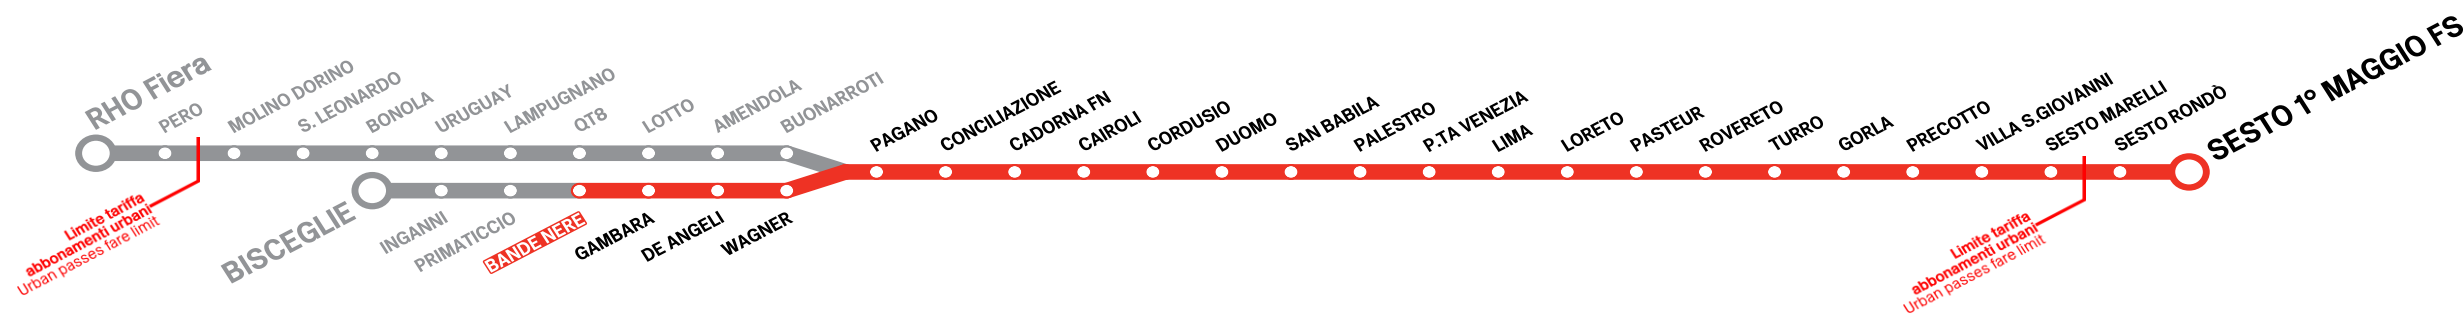 RHO Fiera
PERO
MOLINO DORINO
S. LEONARDO
BONOLA
URUGUAY
LAMPUGNANO
QT8
LOTTO
AMENDOLA
BUONARROTI
PAGANO
CONCILIAZIONE
CADORNA FN
CAIROLI
CORDUSIO
DUOMO
SAN BABILA
PALESTRO
P.TA VENEZIA
LIMA
LORETO
PASTEUR
ROVERETO
TURRO
GORLA
PRECOTTO
VILLA S.GIOVANNI
SESTO MARELLI
SESTO RONDÒ
SESTO 1° MAGGIO FS
Limite tariffa
abbonamenti urbani
Urban passes fare limit
BISCEGLIE
INGANNI
PRIMATICCIO
BANDE NERE
GAMBARA
DE ANGELI
WAGNER
Limite tariffa
abbonamenti urbani
Urban passes fare limit